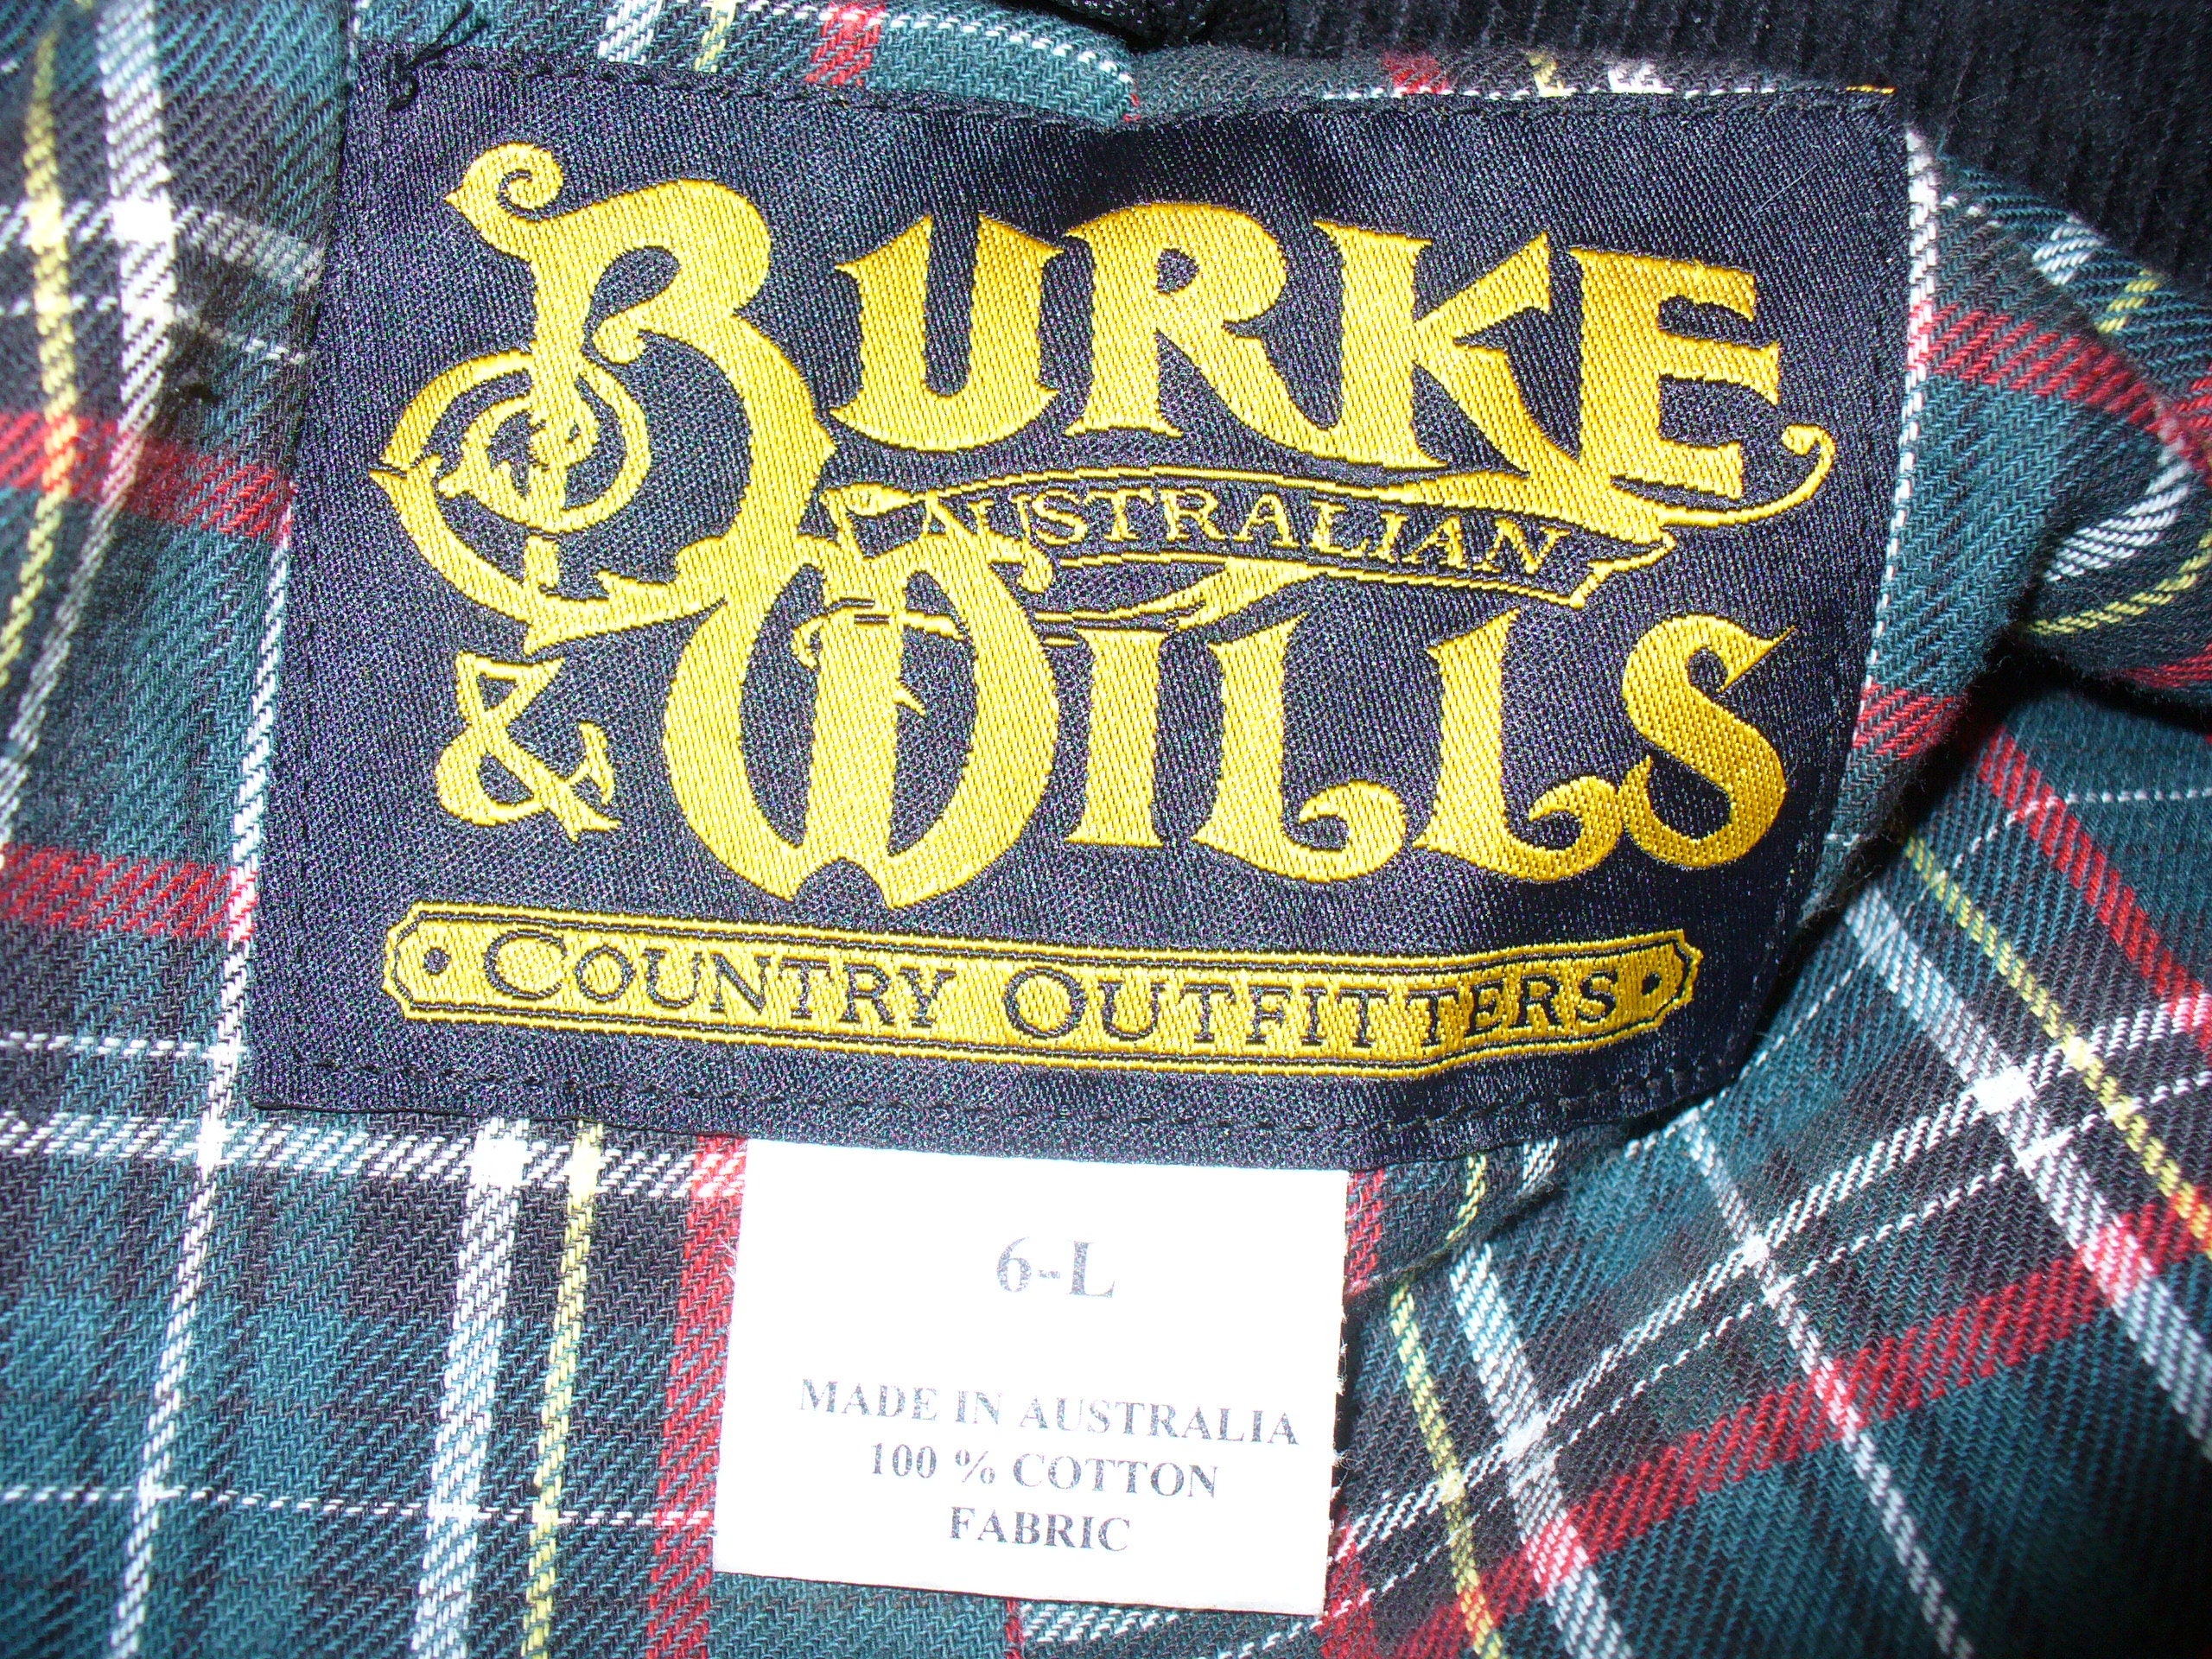 BURKE
AUSTRALIAN
& WILLS
COUNTRY OUTFITTERS
6-L
MADE IN AUSTRALIA
100 % COTTON
FABRIC